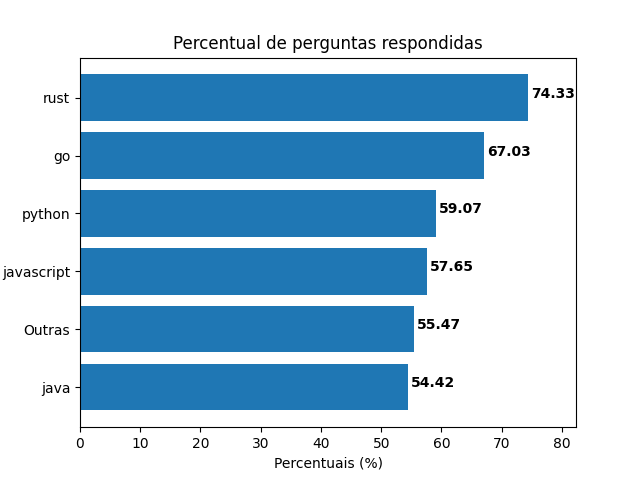 Percentual de perguntas respondidas
rust
74.33
go
67.03
python
59.07
javascript
57.65
Outras
55.47
java
54.42
0 10 20 30 40 50 60 70 80
Percentuais (%)